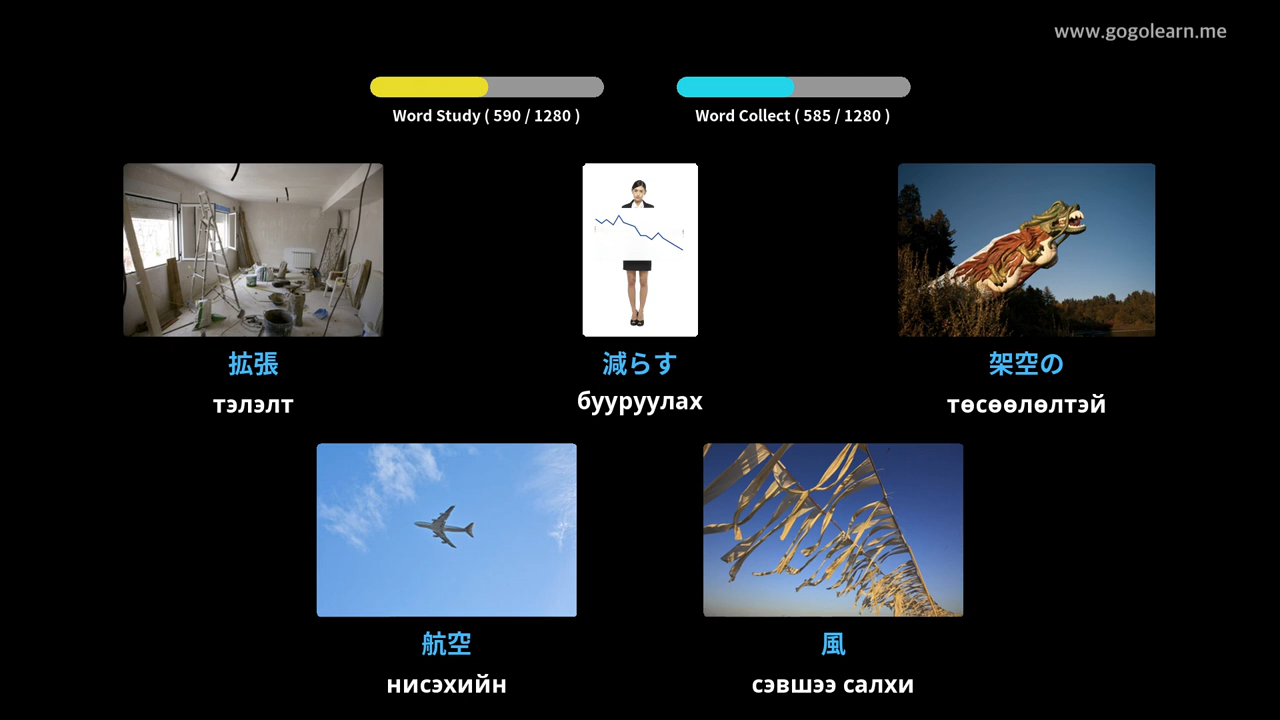 www.gogolearn.me
Word Study ( 590 / 1280 )
Word Collect ( 585 / 1280 )
拡張
тэлэлт
減らす
бууруулах
架空の
төсөөлөлтэй
航空
нисэхийн
風
сэвшээ салхи